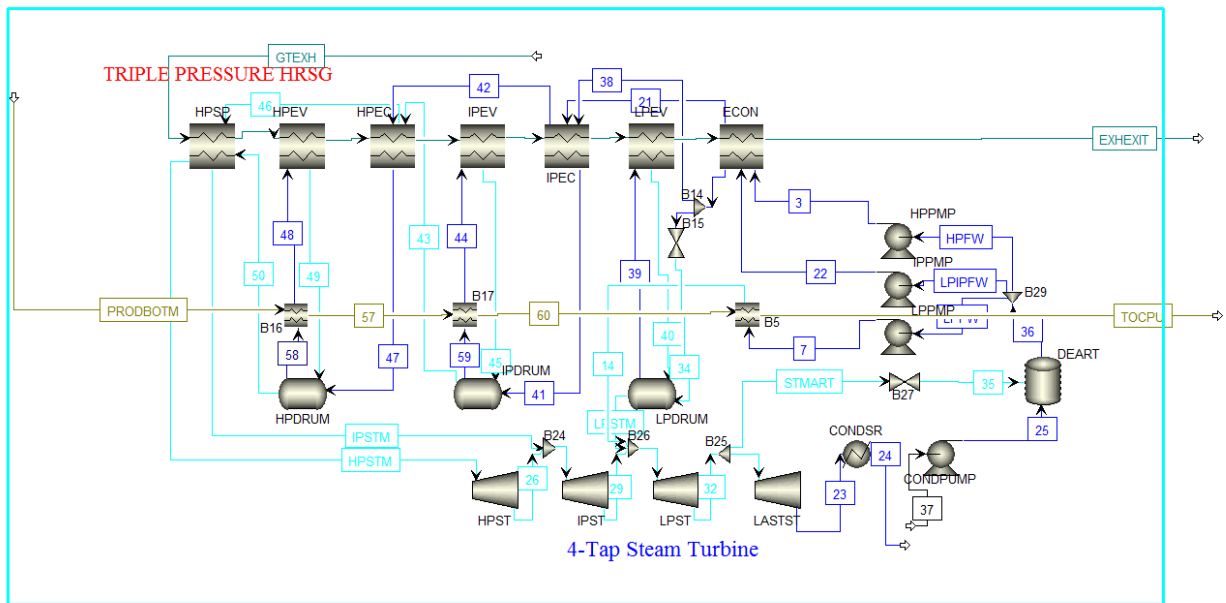 GTEXH
TRIPLE PRESSURE HRSG
42
38
46
21
HPSP
HPEV
HPEC
IPEV
LPEV
ECON
EXHEXIT
IPEC
B14
3
HPPMP
B15
48
43
44
HPFW
50
49
39
22
IPPMP
LPIPFW
B17
B29
PRODBOTM
57
60
LPPMP
TOCPU
B16
B5
36
40
7
58
47
59
45
14
34
DEART
IPDRUM
STMART
35
41
B27
HPDRUM
LPDRUM
25
IPSTM
B24
B26
B25
CONDSR
24
HPSTM
26
29
32
23
CONDPUMP
37
HPST
IPST
LPST
LASTST
4-Tap Steam Turbine